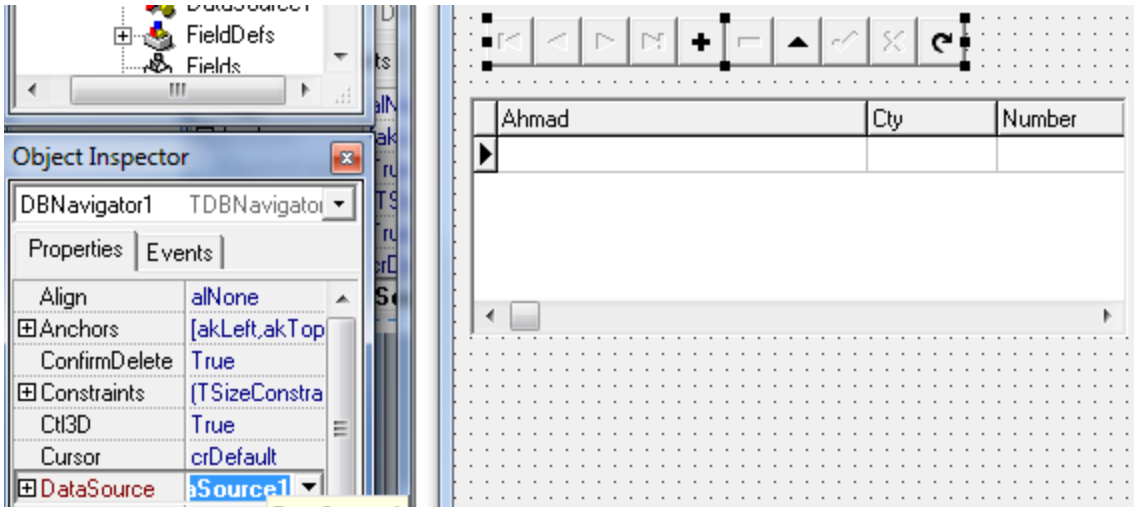 DataSource1
FieldDefs
Fields
Object Inspector
DBNavigator1 TDBNavigator
Properties Events
Align alNone
Anchors [akLeft,akTop
ConfirmDelete True
Constraints (TSizeConstra
Ctl3D True
Cursor crDefault
DataSource aSource1
Ahmad Cty Number